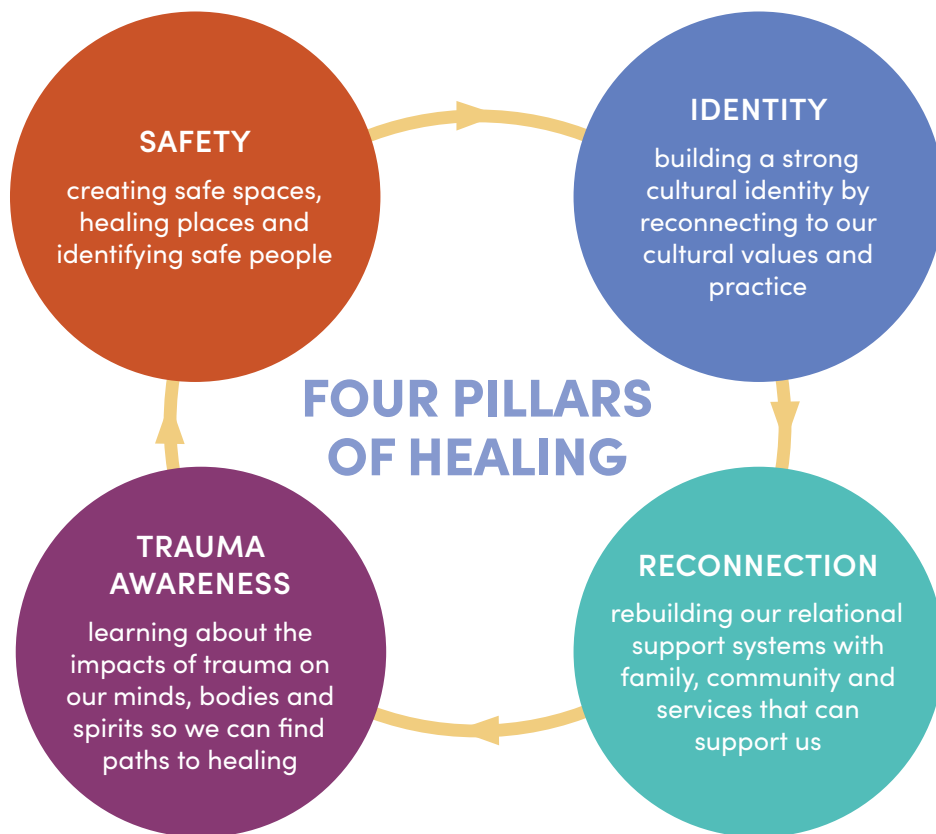 SAFETY
creating safe spaces,
healing places and
identifying safe people
IDENTITY
building a strong
cultural identity by
reconnecting to our
cultural values and
practice
FOUR PILLARS
OF HEALING
TRAUMA
AWARENESS
learning about the
impacts of trauma on
our minds, bodies and
spirits so we can find
paths to healing
RECONNECTION
rebuilding our relational
support systems with
family, community and
services that can
support us